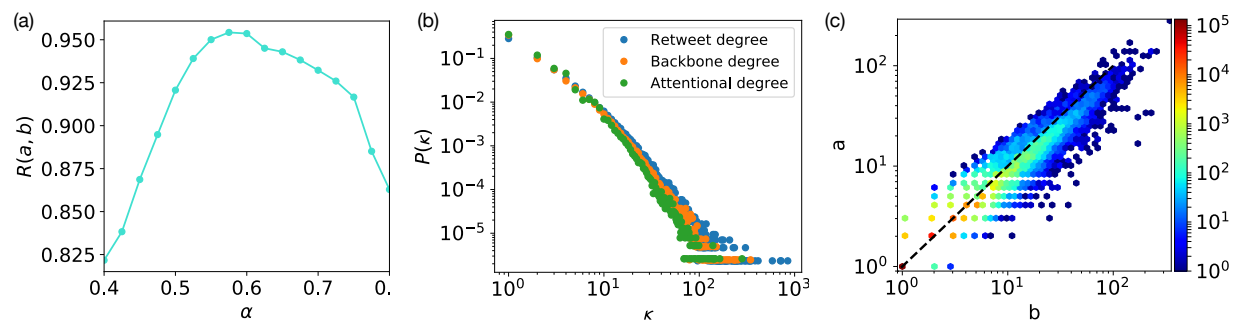 (a)
0.950
0.925
0.900
0.875
0.850
0.825
R(a, b)
0.4
0.5
0.6
0.7
0.
α
(b)
10⁻¹
10⁻²
10⁻³
10⁻⁴
10⁻⁵
P(κ)
Retweet degree
Backbone degree
Attentional degree
10⁰
10¹
10²
10³
κ
(c)
10²
10¹
10⁰
a
10⁰
10¹
10²
b
10⁵
10⁴
10³
10²
10¹
10⁰